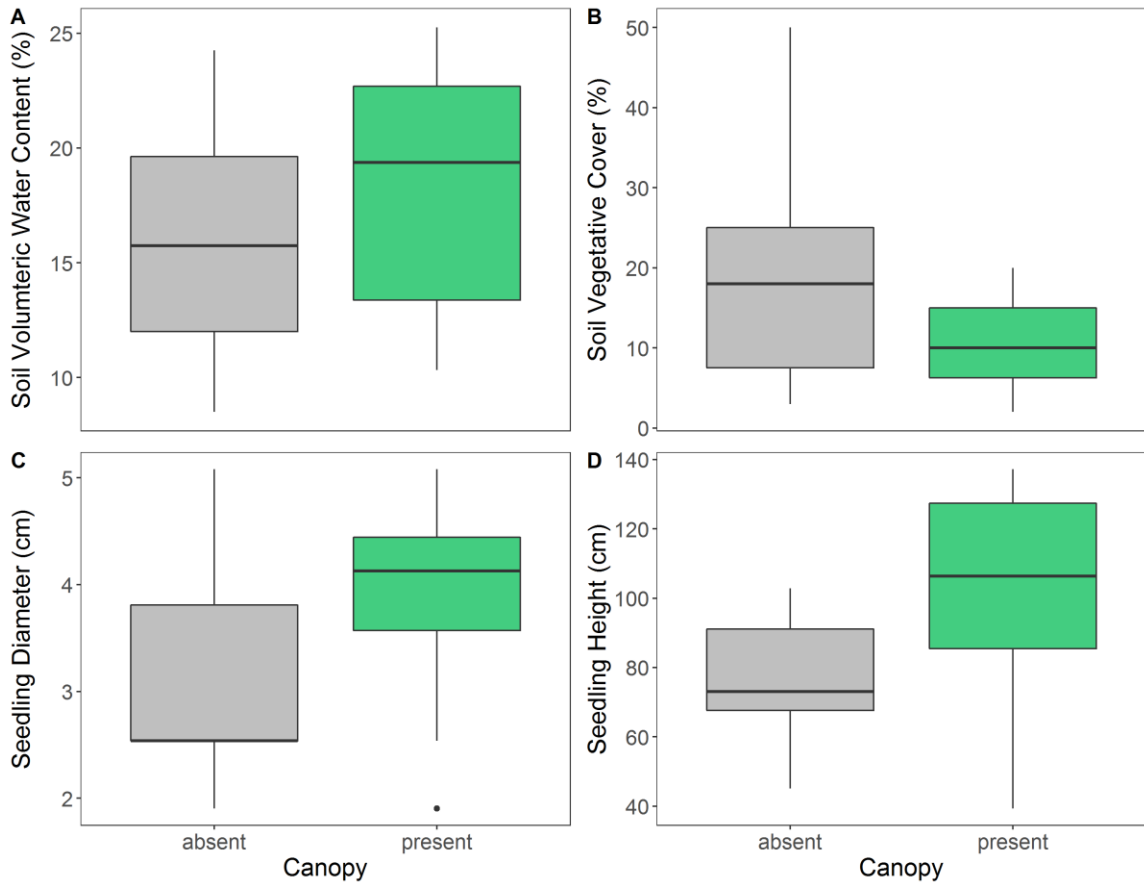 A
Soil Volumteric Water Content (%)
25
20
15
10
B
Soil Vegetative Cover (%)
50
40
30
20
10
0
C
Seedling Diameter (cm)
5
4
3
2
absent present
Canopy
D
Seedling Height (cm)
140
120
100
80
60
40
absent present
Canopy